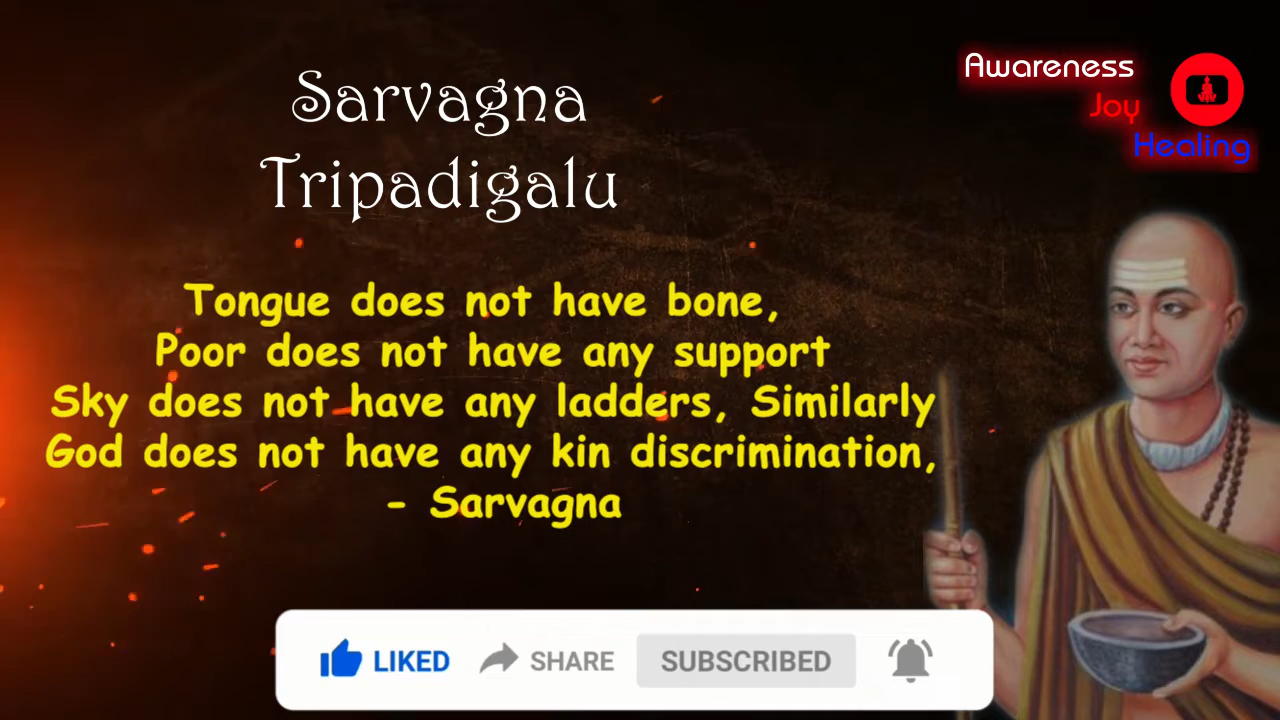 Sarvagna
Tripadigalu
Awareness
Joy
Healing
Tongue does not have bone,
Poor does not have any support
Sky does not have any ladders, Similarly
God does not have any kin discrimination,
- Sarvagna
LIKED SHARE SUBSCRIBED